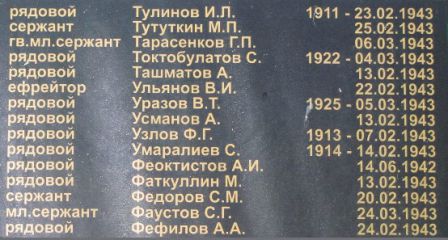 рядовой Тулинов И.Л. 1911 - 23.02.1943
сержант Тутуткин М.П. 25.02.1943
гв.мл.сержант Тарасенков Г.П. 06.03.1943
рядовой Токтобулатов С. 1922 - 04.03.1943
рядовой Ташматов А. 13.02.1943
ефрейтор Ульянов В.И. 22.02.1943
рядовой Уразов В.Т. 1925 - 05.03.1943
рядовой Усманов А. 13.02.1943
рядовой Узлов Ф.Г. 1913 - 07.02.1943
рядовой Умаралиев С. 1914 - 14.02.1943
рядовой Феоктистов А.И. 14.06.1942
рядовой Фаткуллин М. 13.02.1943
сержант Федоров С.М. 20.02.1943
мл.сержант Фаустов С.Г. 24.03.1943
рядовой Фефилов А.А. 24.02.1943